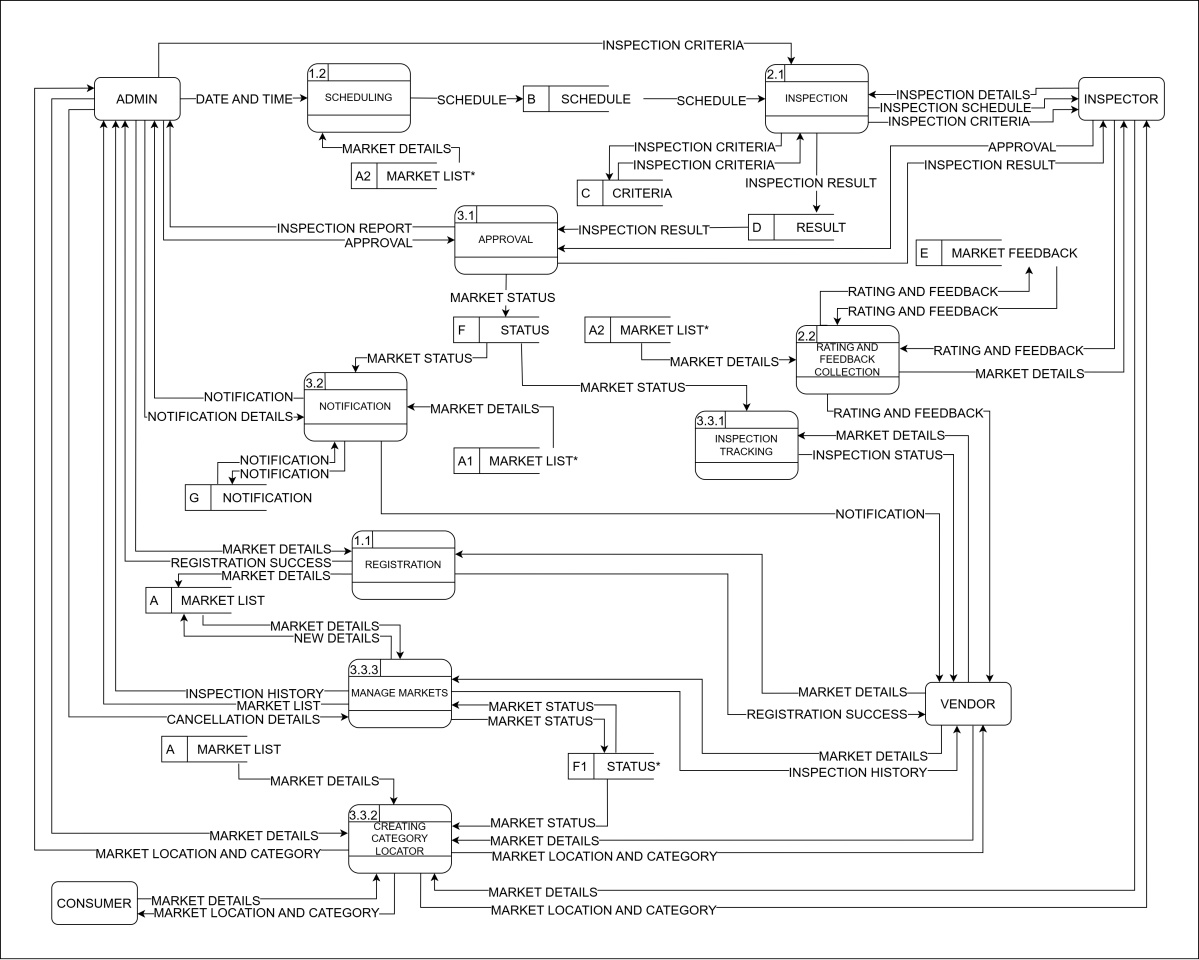 INSPECTION CRITERIA
1.2
2.1
ADMIN
DATE AND TIME
SCHEDULING
SCHEDULE
B
SCHEDULE
SCHEDULE
INSPECTION
INSPECTION DETAILS
INSPECTION SCHEDULE
INSPECTION CRITERIA
INSPECTOR
MARKET DETAILS
INSPECTION CRITERIA
INSPECTION CRITERIA
APPROVAL
INSPECTION RESULT
A2
MARKET LIST*
C
CRITERIA
INSPECTION RESULT
3.1
INSPECTION REPORT
APPROVAL
APPROVAL
INSPECTION RESULT
D
RESULT
E
MARKET FEEDBACK
MARKET STATUS
RATING AND FEEDBACK
RATING AND FEEDBACK
F
STATUS
A2
MARKET LIST*
2.2
RATING AND
FEEDBACK
COLLECTION
MARKET STATUS
MARKET DETAILS
RATING AND FEEDBACK
MARKET DETAILS
3.2
MARKET STATUS
NOTIFICATION
NOTIFICATION DETAILS
NOTIFICATION
MARKET DETAILS
RATING AND FEEDBACK
3.3.1
INSPECTION
TRACKING
MARKET DETAILS
INSPECTION STATUS
NOTIFICATION
NOTIFICATION
A1
MARKET LIST*
G
NOTIFICATION
NOTIFICATION
1.1
MARKET DETAILS
REGISTRATION SUCCESS
MARKET DETAILS
REGISTRATION
A
MARKET LIST
MARKET DETAILS
NEW DETAILS
3.3.3
MANAGE MARKETS
INSPECTION HISTORY
MARKET LIST
CANCELLATION DETAILS
MARKET STATUS
MARKET STATUS
MARKET DETAILS
REGISTRATION SUCCESS
VENDOR
A
MARKET LIST
F1
STATUS*
MARKET DETAILS
INSPECTION HISTORY
MARKET DETAILS
3.3.2
CREATING
CATEGORY
LOCATOR
MARKET STATUS
MARKET DETAILS
MARKET LOCATION AND CATEGORY
MARKET DETAILS
MARKET LOCATION AND CATEGORY
CONSUMER
MARKET DETAILS
MARKET LOCATION AND CATEGORY
MARKET DETAILS
MARKET LOCATION AND CATEGORY